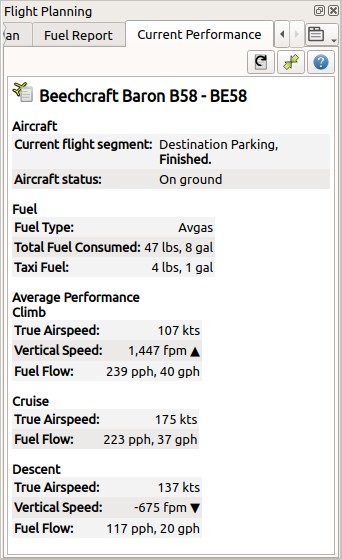 Flight Planning
an Fuel Report Current Performance
Beechcraft Baron B58 - BE58
Aircraft
Current flight segment: Destination Parking,
Finished.
Aircraft status: On ground
Fuel
Fuel Type: Avgas
Total Fuel Consumed: 47 lbs, 8 gal
Taxi Fuel: 4 lbs, 1 gal
Average Performance
Climb
True Airspeed: 107 kts
Vertical Speed: 1,447 fpm ▲
Fuel Flow: 239 pph, 40 gph
Cruise
True Airspeed: 175 kts
Fuel Flow: 223 pph, 37 gph
Descent
True Airspeed: 137 kts
Vertical Speed: -675 fpm ▼
Fuel Flow: 117 pph, 20 gph